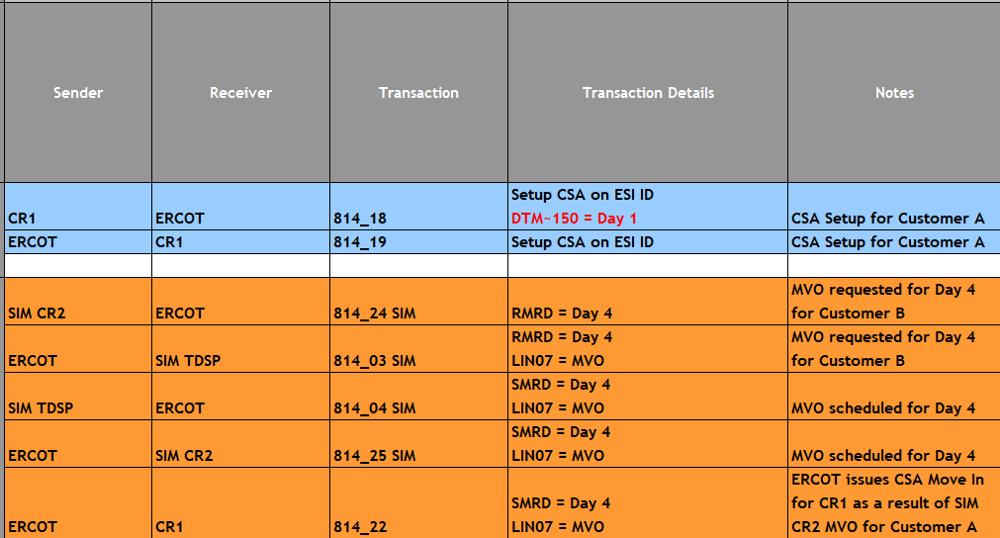 Sender Receiver Transaction Transaction Details Notes
Setup CSA on ESI ID
CR1 ERCOT 814_18 DTM~150 = Day 1 CSA Setup for Customer A
ERCOT CR1 814_19 Setup CSA on ESI ID CSA Setup for Customer A
MVO requested for Day 4
SIM CR2 ERCOT 814_24 SIM RMRD = Day 4 for Customer B
RMRD = Day 4 MVO requested for Day 4
ERCOT SIM TDSP 814_03 SIM LIN07 = MVO for Customer B
SMRD = Day 4
SIM TDSP ERCOT 814_04 SIM LIN07 = MVO MVO scheduled for Day 4
SMRD = Day 4
ERCOT SIM CR2 814_25 SIM LIN07 = MVO MVO scheduled for Day 4
ERCOT issues CSA Move In
SMRD = Day 4 for CR1 as a result of SIM
ERCOT CR1 814_22 LIN07 = MVO CR2 MVO for Customer A